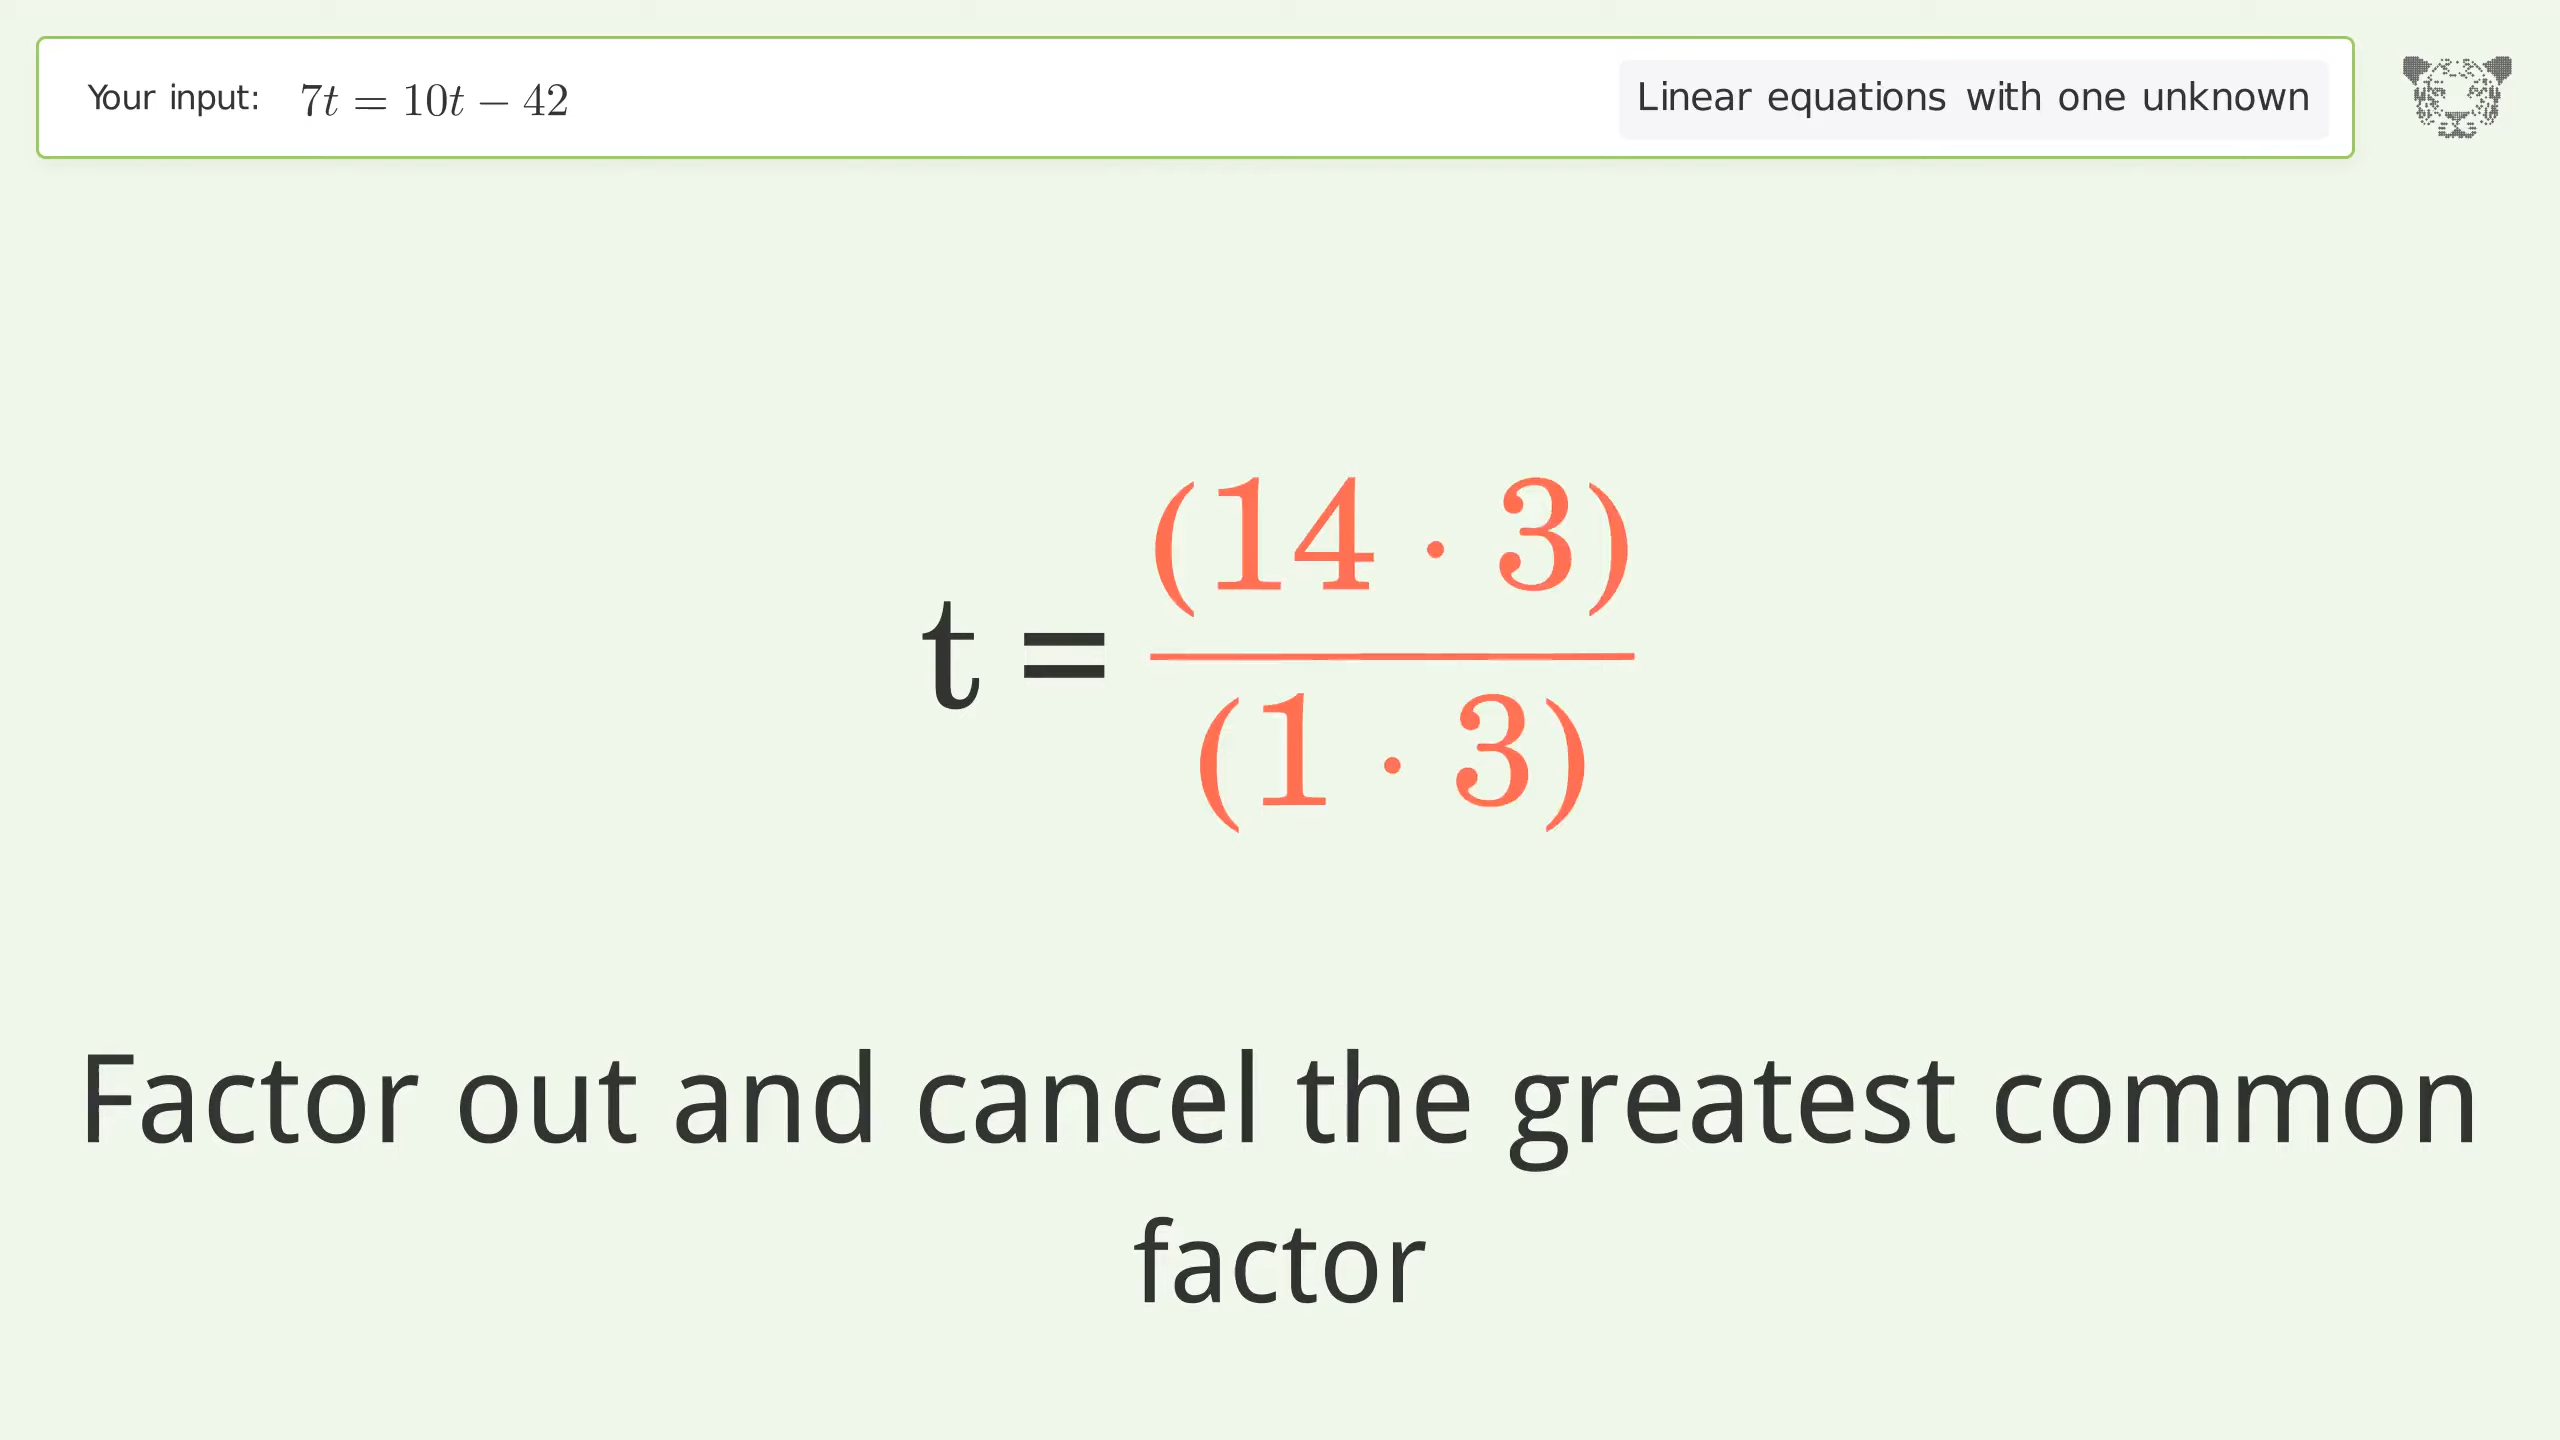 Your input: 7t = 10t − 42
Linear equations with one unknown
t = (14 · 3) / (1 · 3)
Factor out and cancel the greatest common
factor